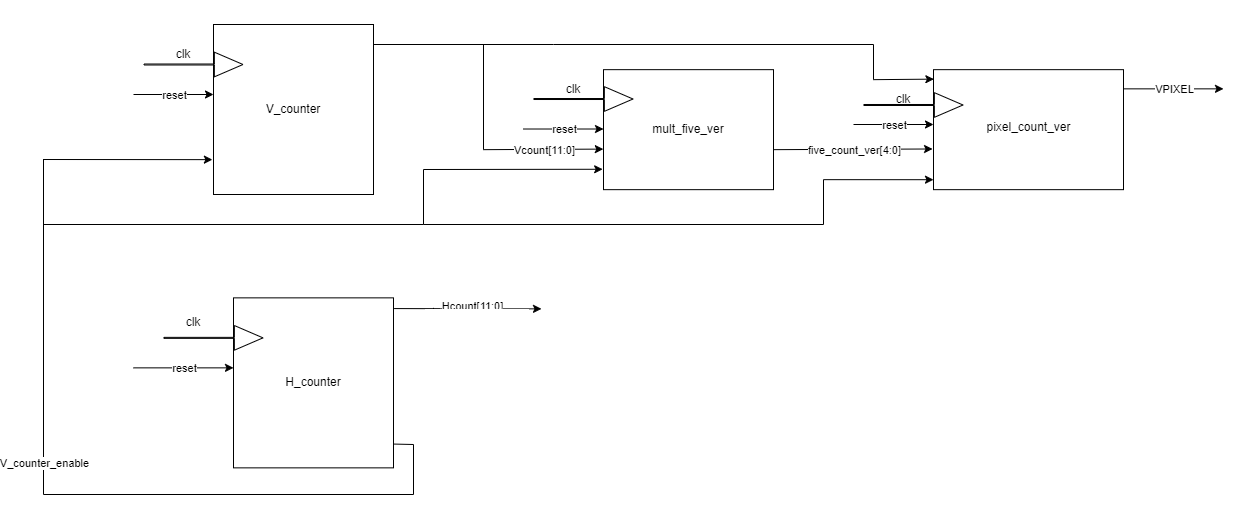 clk
reset
V_counter
clk
reset
Vcount[11:0]
mult_five_ver
five_count_ver[4:0]
clk
reset
pixel_count_ver
VPIXEL
clk
reset
H_counter
Hcount[11:0]
V_counter_enable